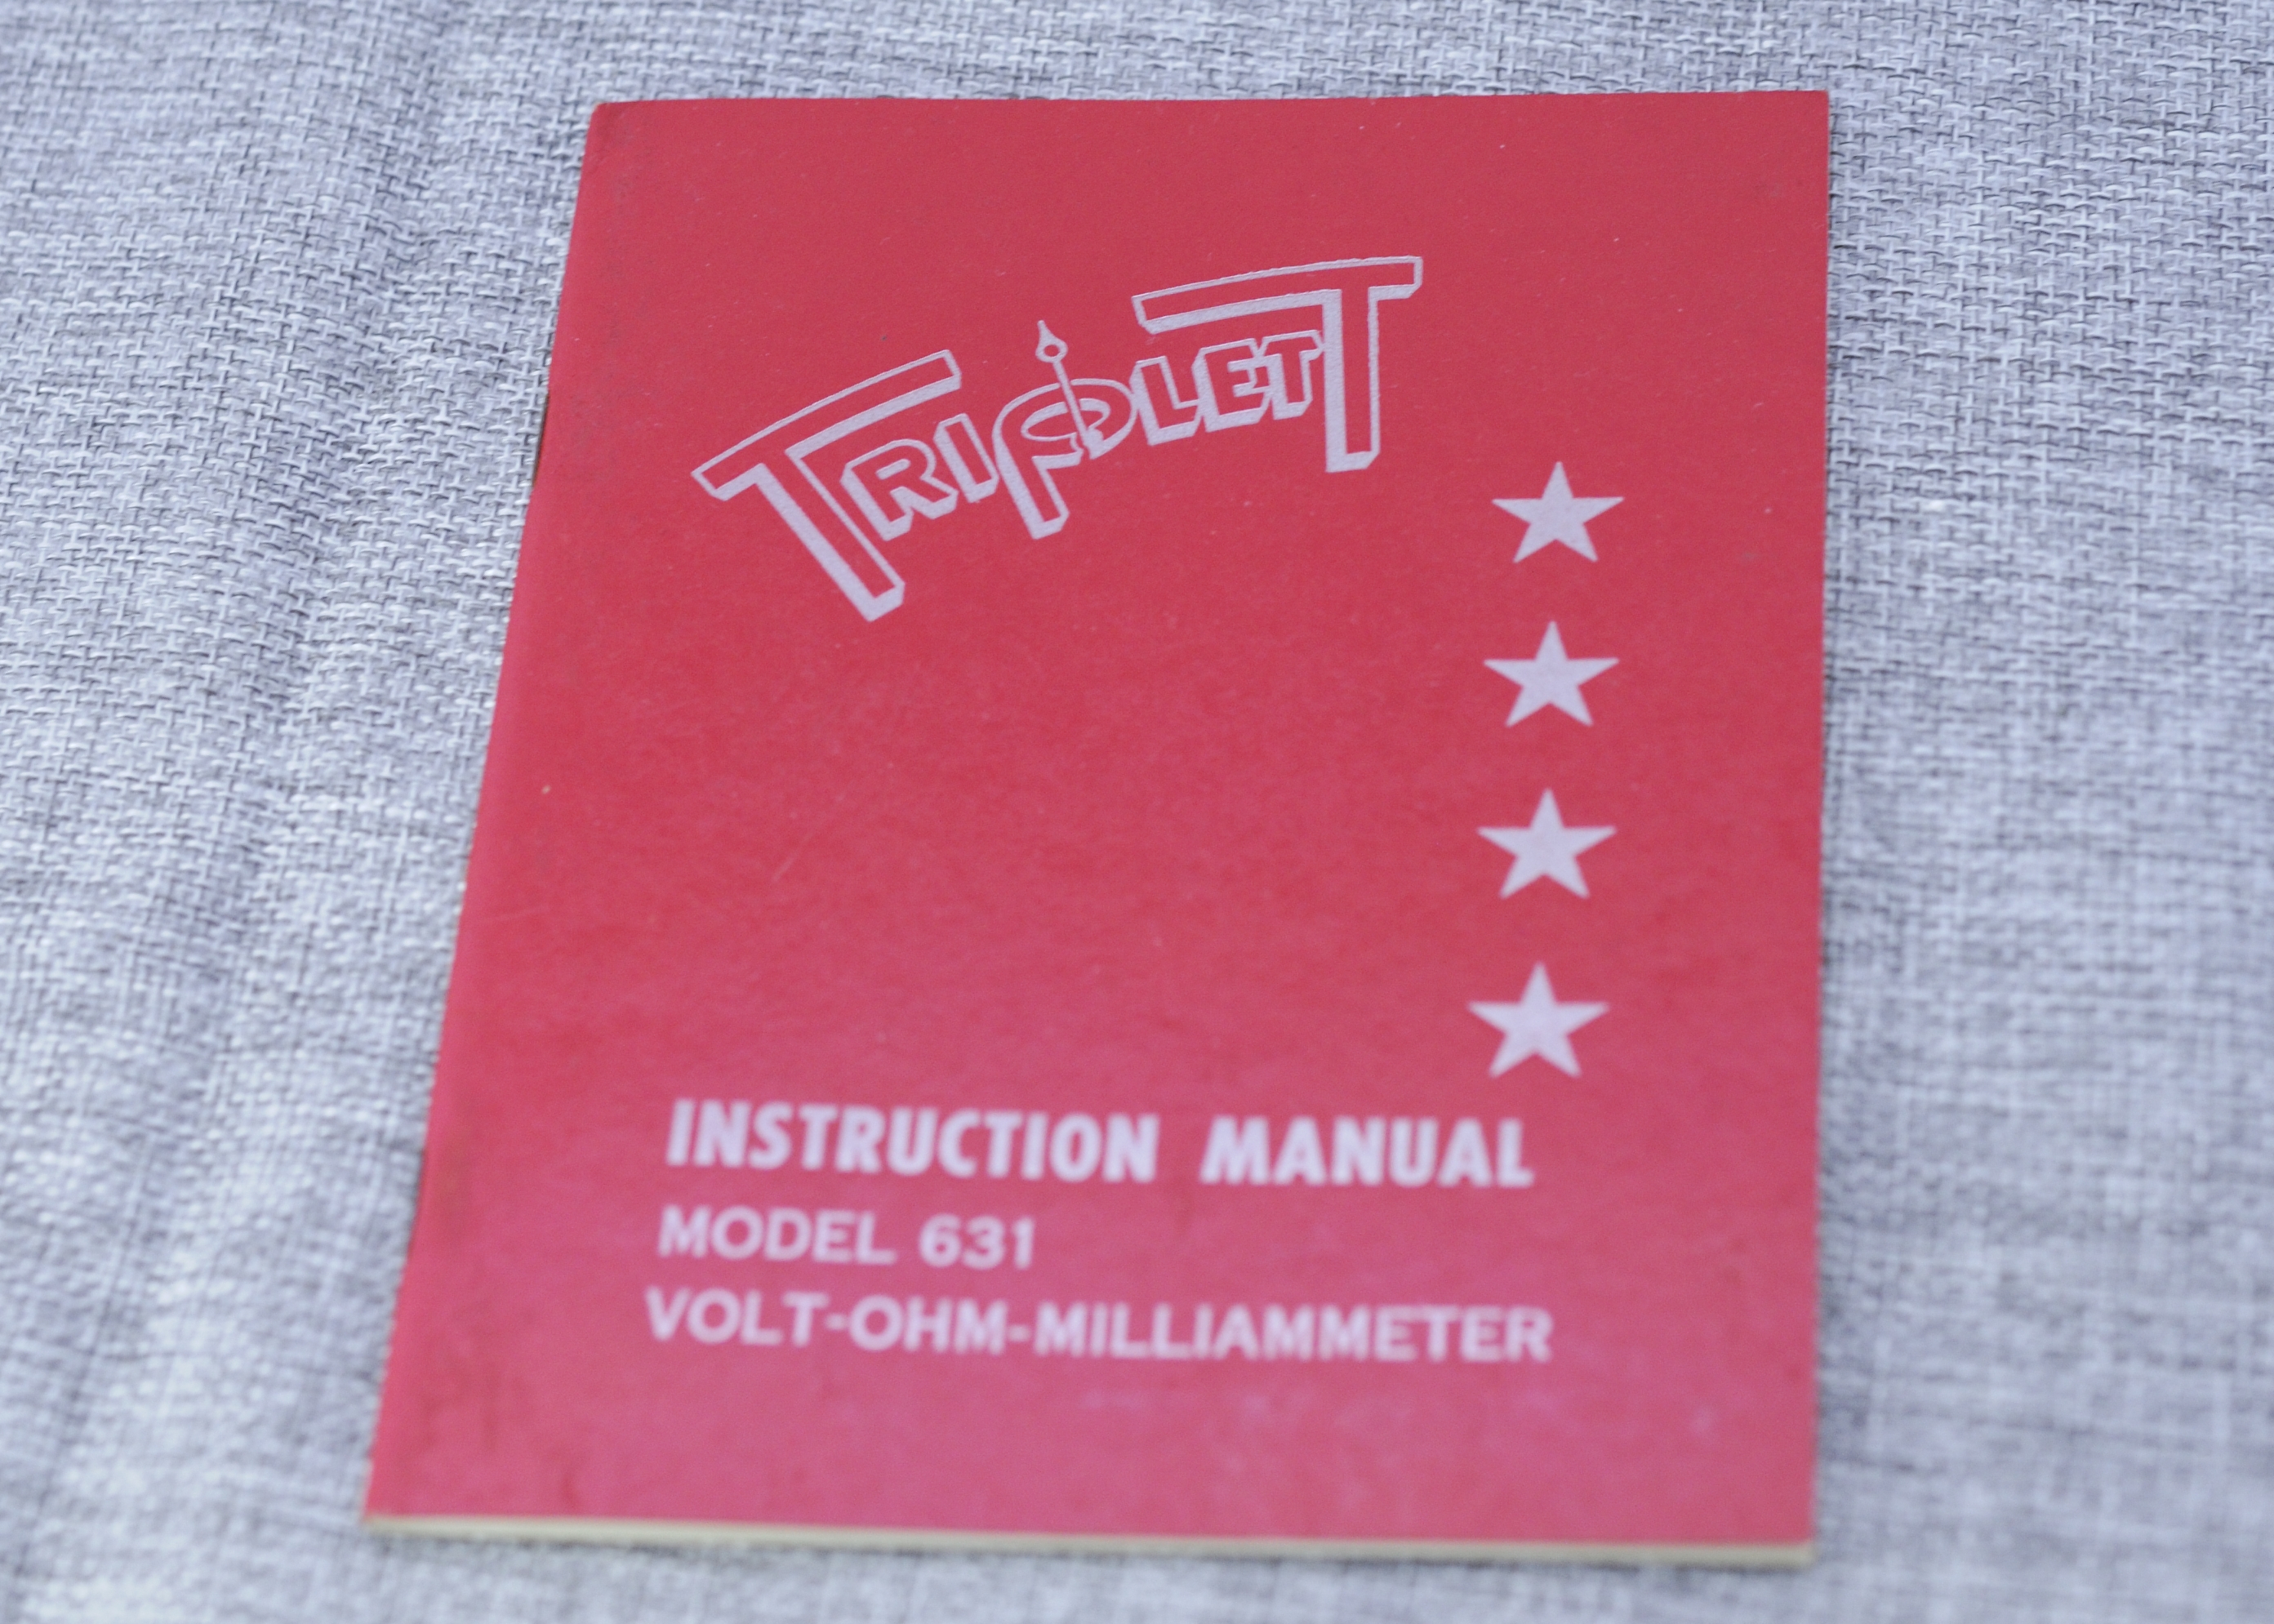 TRIPLETT
INSTRUCTION MANUAL
MODEL 631
VOLT-OHM-MILLIAMMETER